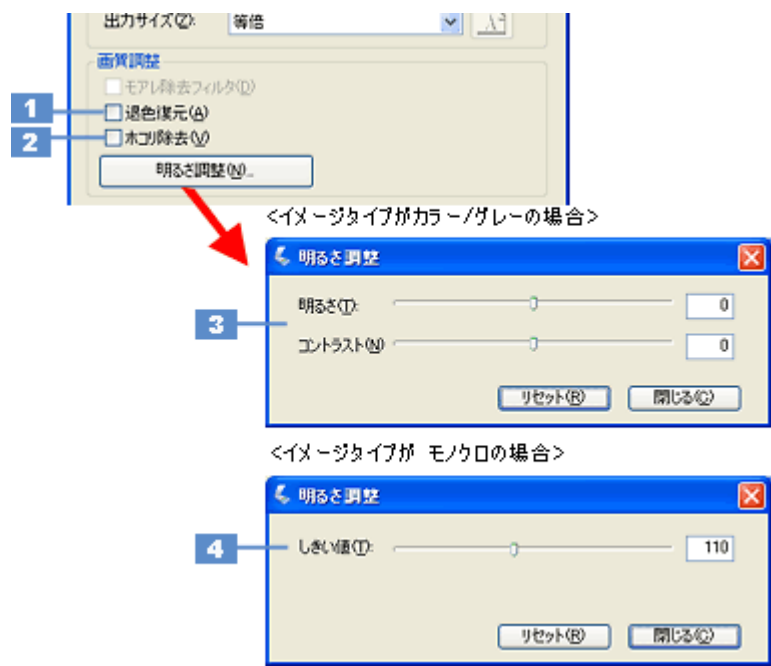 出力サイズ(Z): 等倍
画質調整
モアレ除去フィルタ(D)
1 退色復元(A)
2 ホコリ除去(V)
明るさ調整(N)...
<イメージタイプがカラー/グレーの場合>
明るさ調整
明るさ(T): 0
3
コントラスト(N) 0
リセット(R) 閉じる(C)
<イメージタイプが モノクロの場合>
明るさ調整
4 しきい値(T): 110
リセット(R) 閉じる(C)